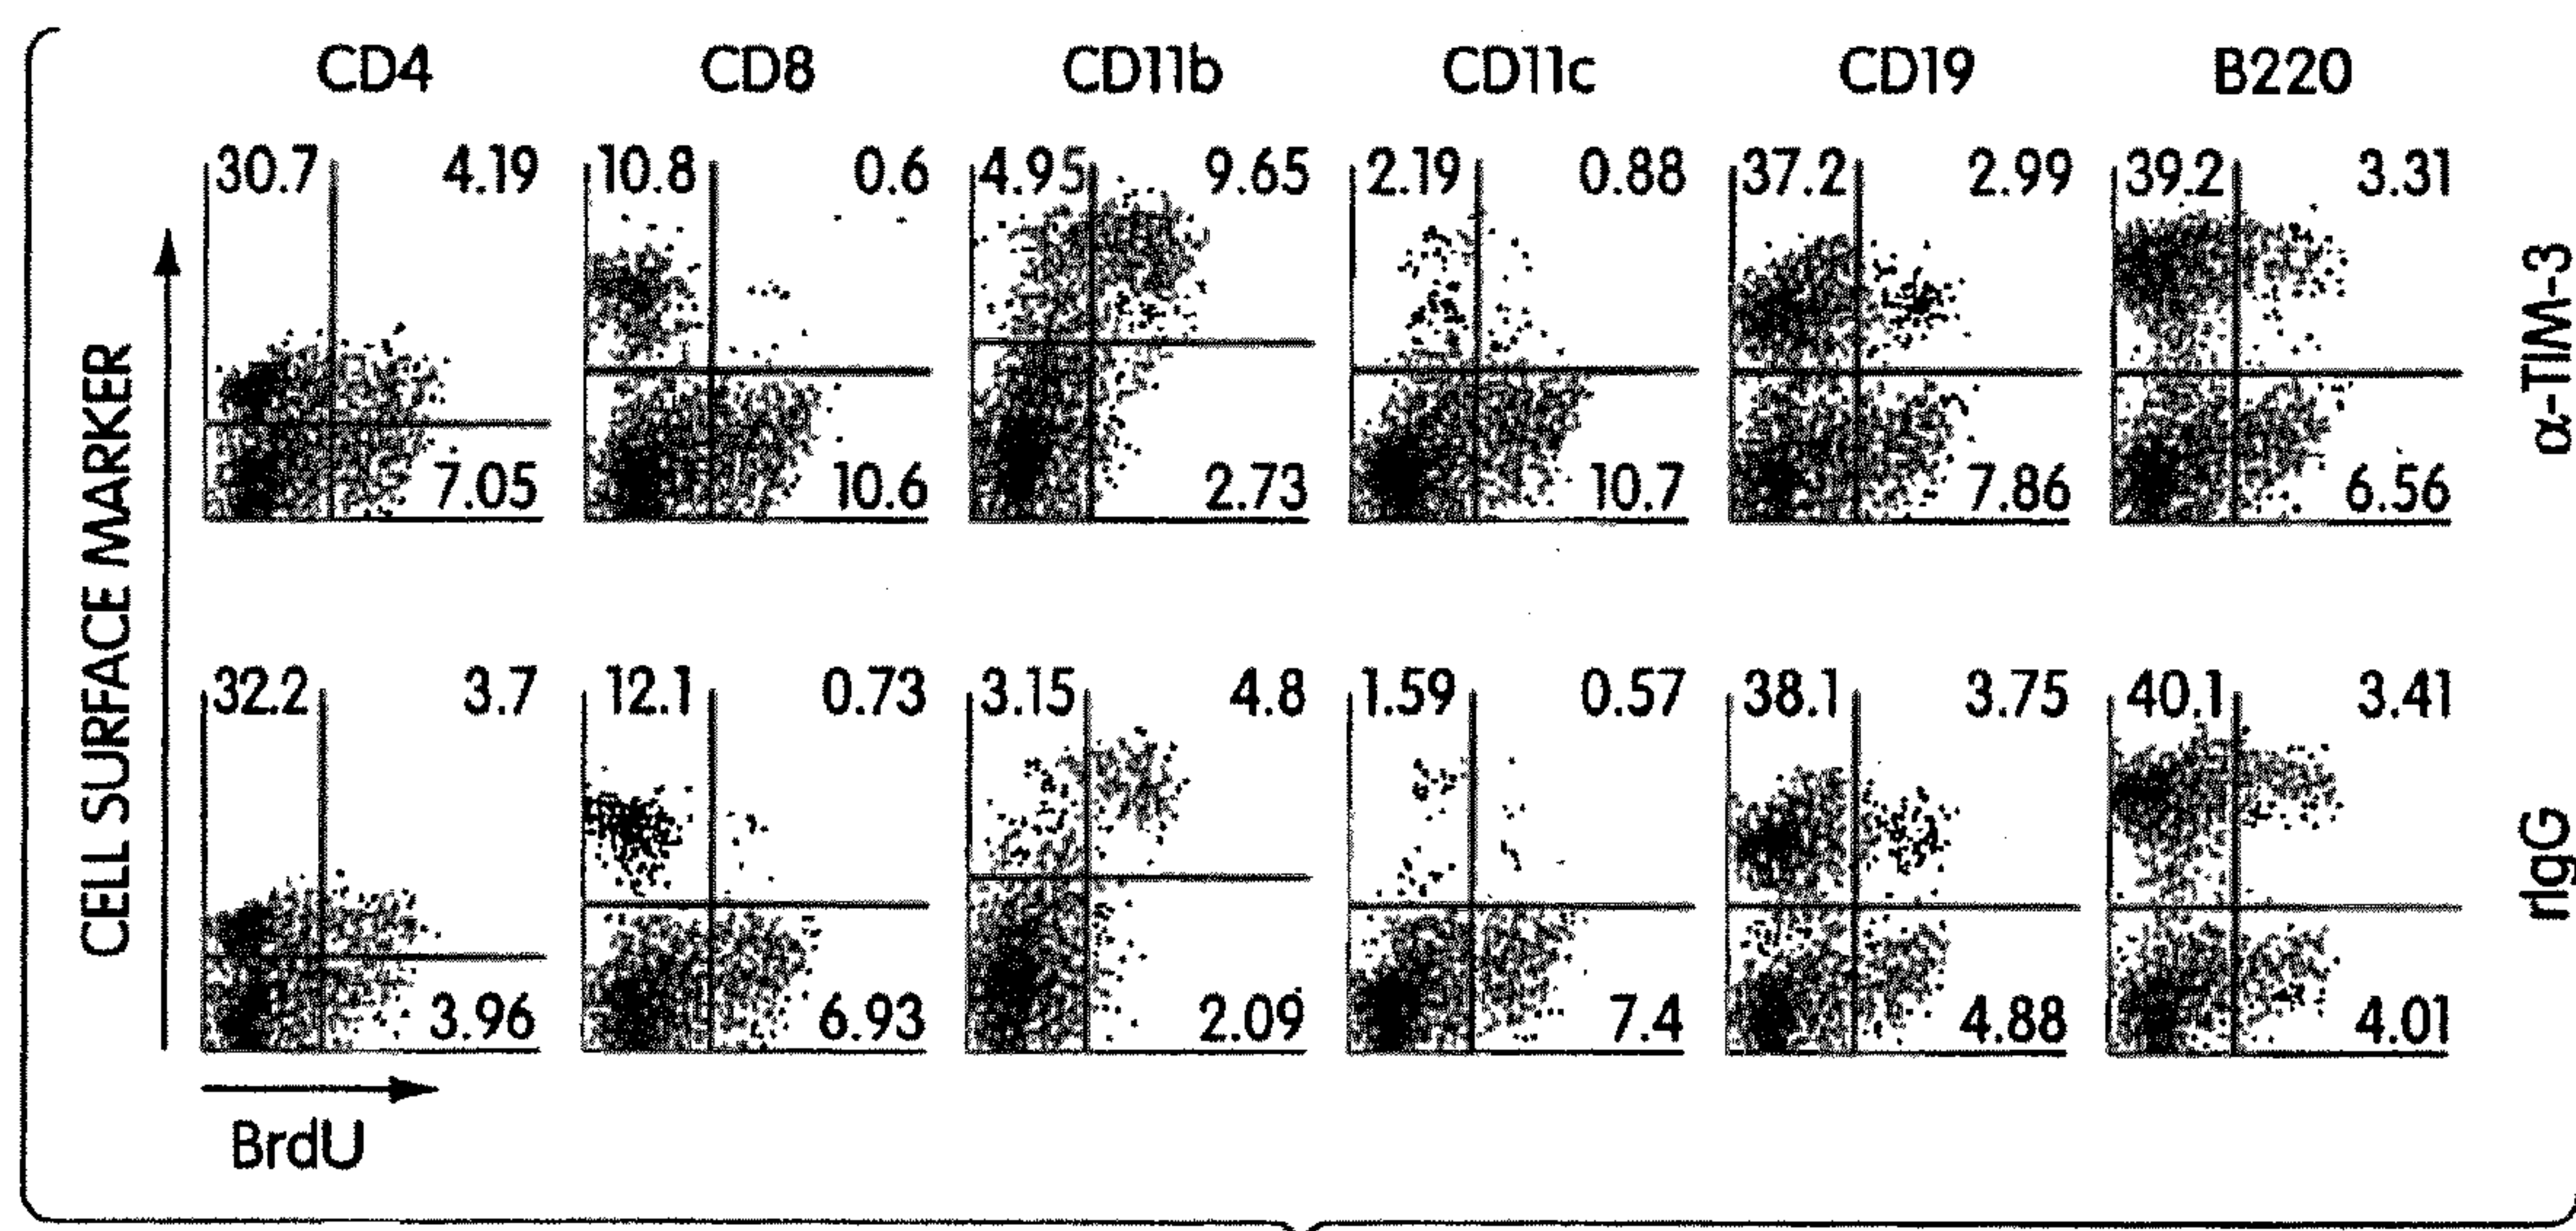 CD4 CD8 CD11b CD11c CD19 B220
30.7 4.19 10.8 0.6 4.95 9.65 2.19 0.88 37.2 2.99 39.2 3.31
7.05 10.6 2.73 10.7 7.86 6.56
α-TIM-3
CELL SURFACE MARKER
32.2 3.7 12.1 0.73 3.15 4.8 1.59 0.57 38.1 3.75 40.1 3.41
3.96 6.93 2.09 7.4 4.88 4.01
rIgG
BrdU